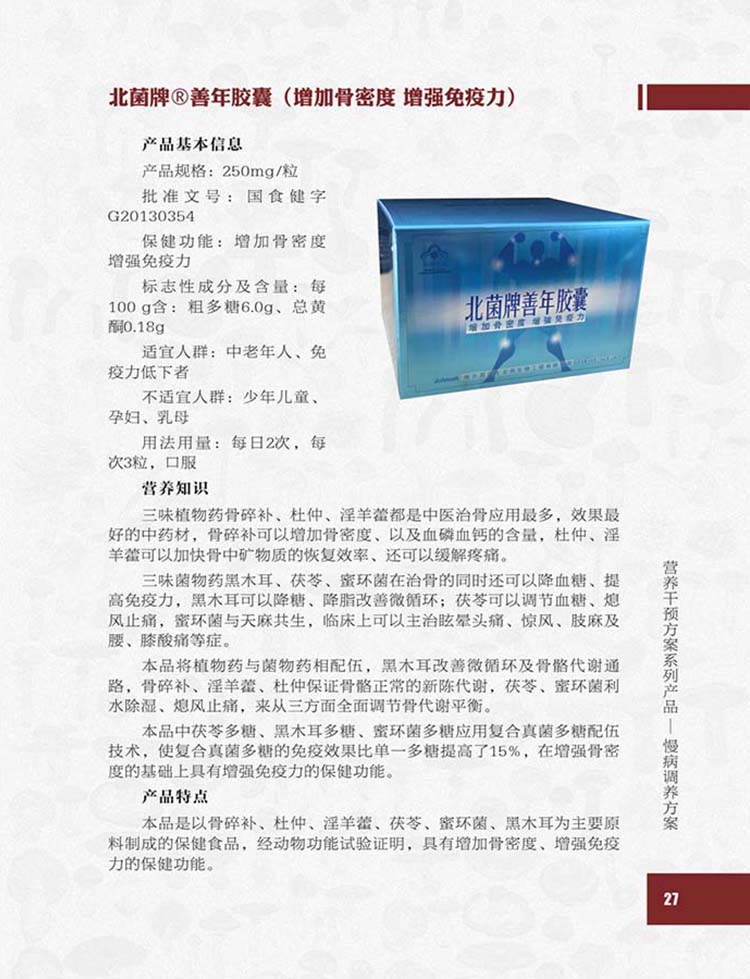 北菌牌®善年胶囊（增加骨密度 增强免疫力）
产品基本信息
产品规格：250mg/粒
批准文号：国食健字
G20130354
保健功能：增加骨密度
增强免疫力
标志性成分及含量：每
100 g含：粗多糖6.0g、总黄
酮0.18g
适宜人群：中老年人、免
疫力低下者
不适宜人群：少年儿童、
孕妇、乳母
用法用量：每日2次，每
次3粒，口服
北菌牌善年胶囊
增加骨密度 增强免疫力
营养知识
三味植物药骨碎补、杜仲、淫羊藿都是中医治骨应用最多，效果最
好的中药材，骨碎补可以增加骨密度、以及血磷血钙的含量，杜仲、淫
羊藿可以加快骨中矿物质的恢复效率、还可以缓解疼痛。
三味菌物药黑木耳、茯苓、蜜环菌在治骨的同时还可以降血糖、提
高免疫力，黑木耳可以降糖、降脂改善微循环；茯苓可以调节血糖、熄
风止痛，蜜环菌与天麻共生，临床上可以主治眩晕头痛、惊风、肢麻及
腰、膝酸痛等症。
本品将植物药与菌物药相配伍，黑木耳改善微循环及骨骼代谢通
路，骨碎补、淫羊藿、杜仲保证骨骼正常的新陈代谢，茯苓、蜜环菌利
水除湿、熄风止痛，来从三方面全面调节骨代谢平衡。
本品中茯苓多糖、黑木耳多糖、蜜环菌多糖应用复合真菌多糖配伍
技术，使复合真菌多糖的免疫效果比单一多糖提高了15%，在增强骨密
度的基础上具有增强免疫力的保健功能。
产品特点
本品是以骨碎补、杜仲、淫羊藿、茯苓、蜜环菌、黑木耳为主要原
料制成的保健食品，经动物功能试验证明，具有增加骨密度、增强免疫
力的保健功能。
营养干预方案系列产品—慢病调养方案
27